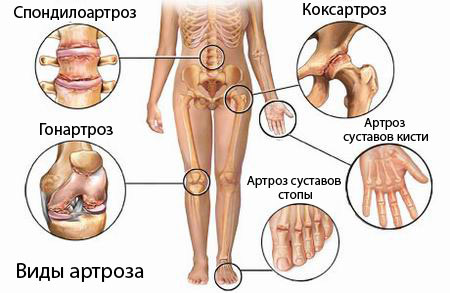 Спондилоартроз
Коксартроз
Гонартроз
Артроз
суставов кисти
Артроз суставов
стопы
Виды артроза